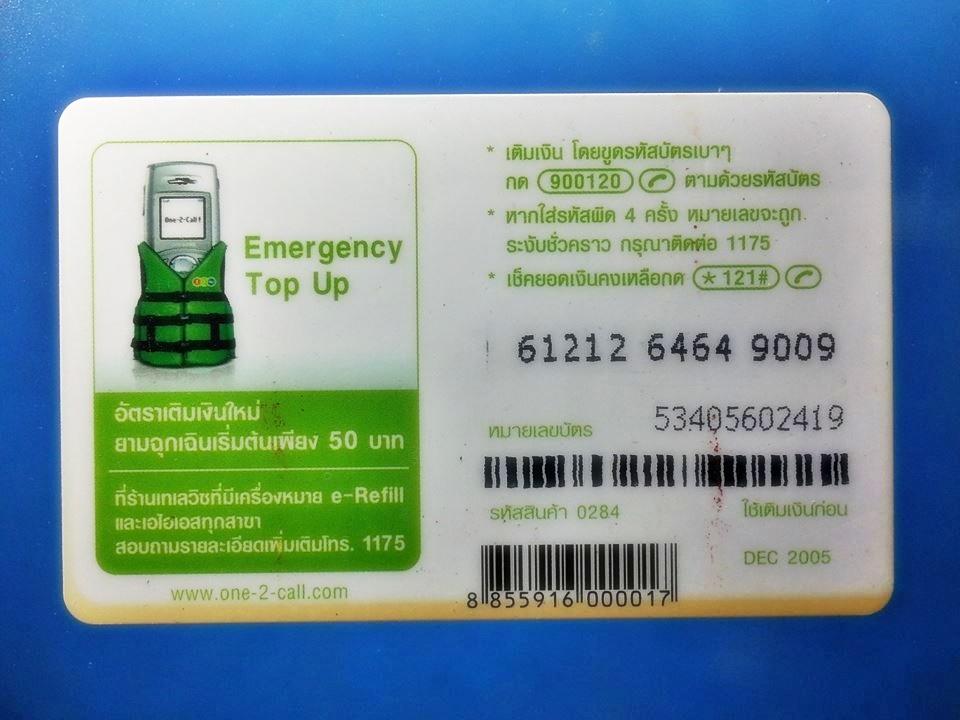 One-2-Call!
Emergency
Top Up
อัตราเติมเงินใหม่
ยามฉุกเฉินเริ่มต้นเพียง 50 บาท
ที่ร้านเทเลวิซที่มีเครื่องหมาย e-Refill
และเอไอเอสทุกสาขา
สอบถามรายละเอียดเพิ่มเติมโทร. 1175
www.one-2-call.com
* เติมเงิน โดยขูดรหัสบัตรเบาๆ
กด 900120 ตามด้วยรหัสบัตร
* หากใส่รหัสผิด 4 ครั้ง หมายเลขจะถูก
ระงับชั่วคราว กรุณาติดต่อ 1175
* เช็คยอดเงินคงเหลือกด *121#
61212 6464 9009
หมายเลขบัตร 53405602419
รหัสสินค้า 0284 ใช้เติมเงินก่อน
DEC 2005
8 855916 000017